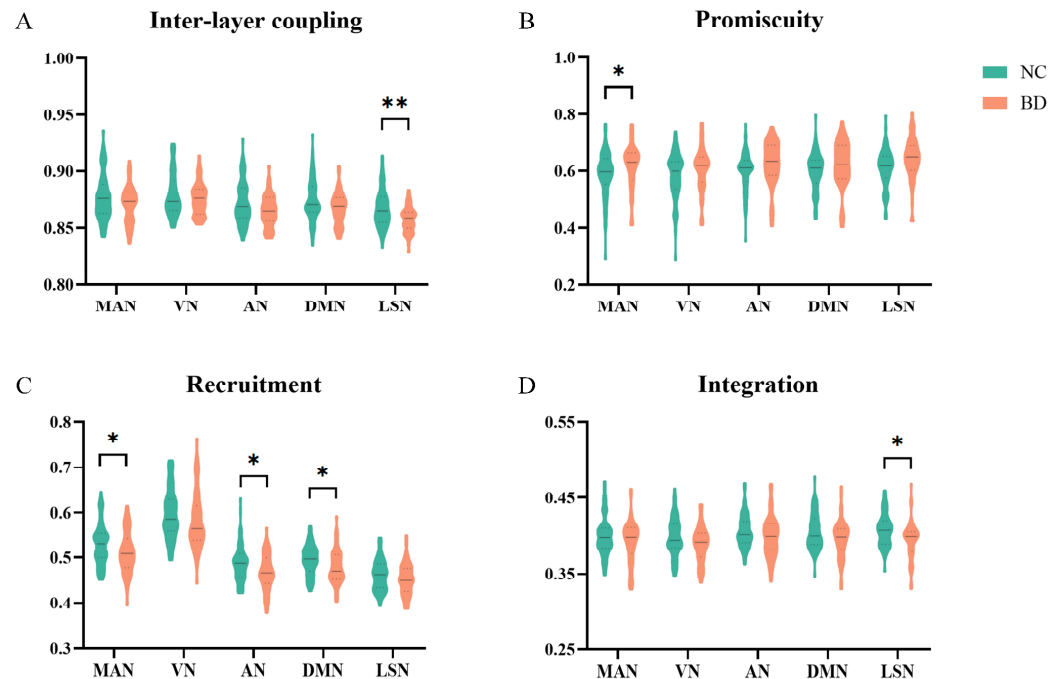 A Inter-layer coupling
1.00
0.95
0.90
0.85
0.80
**
MAN VN AN DMN LSN
B Promiscuity
1.0
0.8
0.6
0.4
0.2
*
MAN VN AN DMN LSN
NC
BD
C Recruitment
0.8
0.7
0.6
0.5
0.4
0.3
* * *
MAN VN AN DMN LSN
D Integration
0.55
0.45
0.35
0.25
*
MAN VN AN DMN LSN